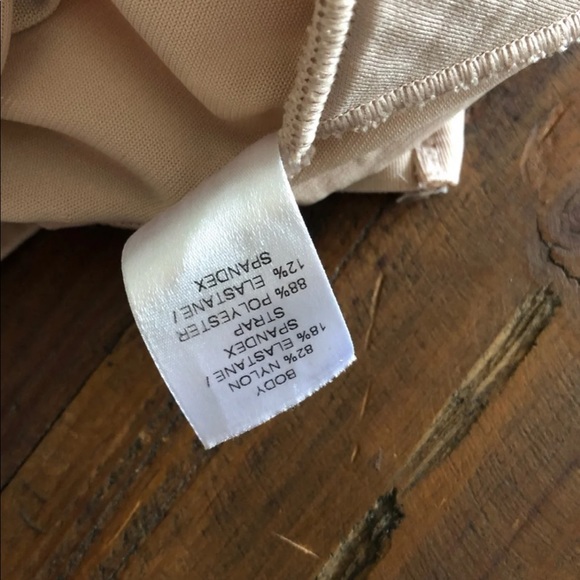 BODY
82% NYLON
18% ELASTANE /
SPANDEX
STRAP
88% POLYESTER
12% ELASTANE /
SPANDEX